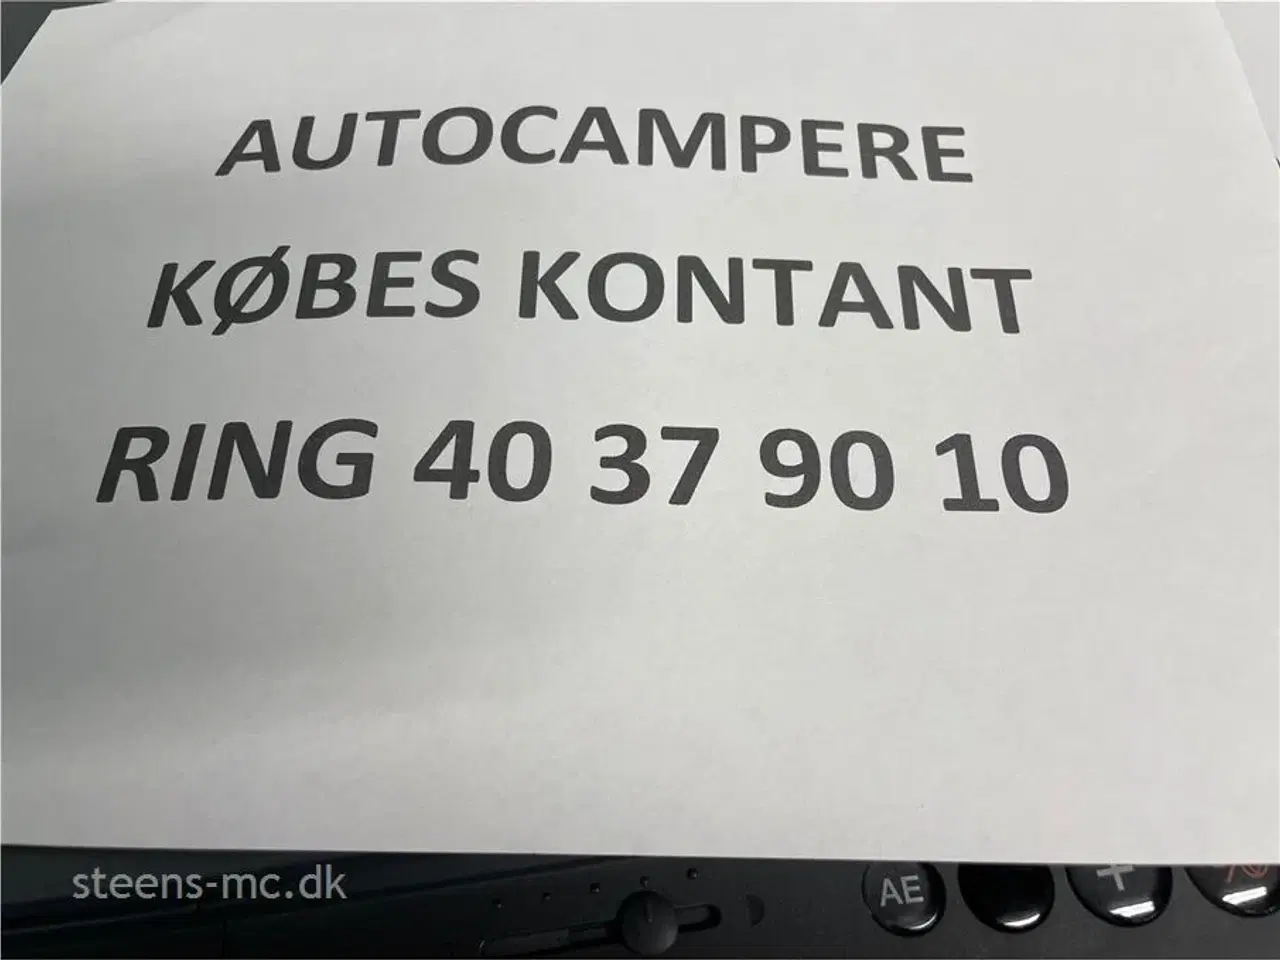 AUTOCAMPERE
KØBES KONTANT
RING 40 37 90 10
steens-mc.dk
AE